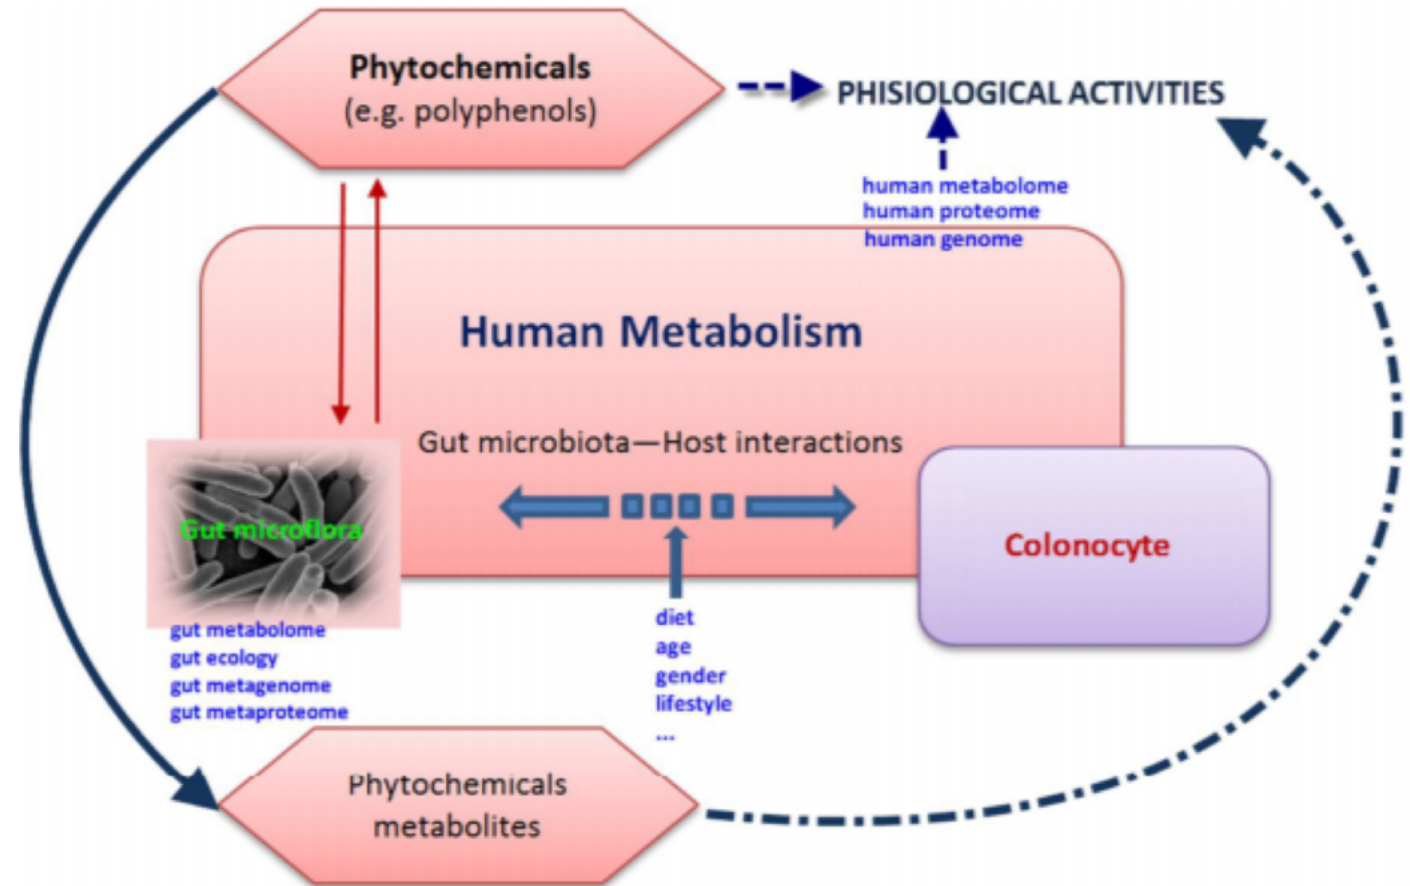 Phytochemicals
(e.g. polyphenols)
PHISIOLOGICAL ACTIVITIES
human metabolome
human proteome
human genome
Human Metabolism
Gut microbiota—Host interactions
Gut microflora
Colonocyte
gut metabolome
gut ecology
gut metagenome
gut metaproteome
diet
age
gender
lifestyle
...
Phytochemicals
metabolites